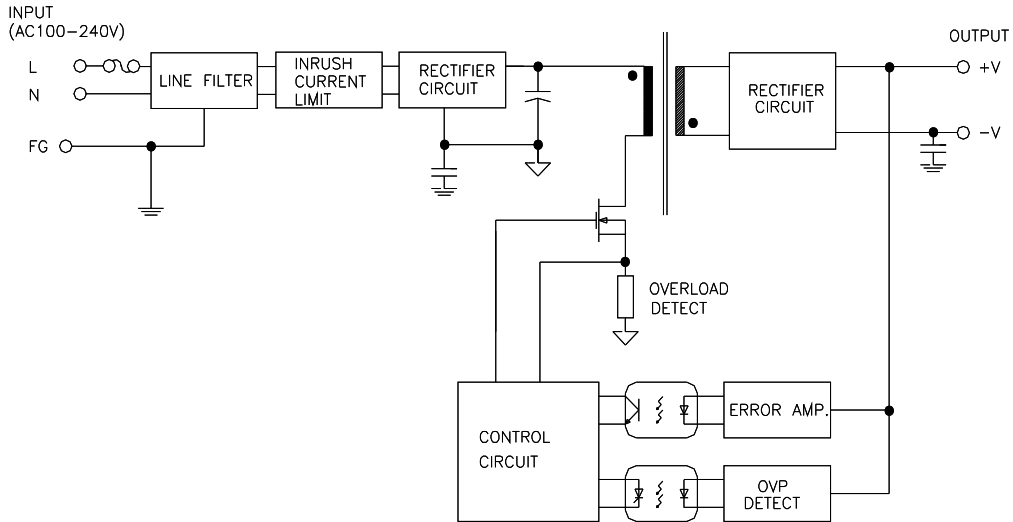 INPUT
(AC100-240V)
OUTPUT
L
N
FG
LINE FILTER
INRUSH
CURRENT
LIMIT
RECTIFIER
CIRCUIT
RECTIFIER
CIRCUIT
+V
-V
OVERLOAD
DETECT
CONTROL
CIRCUIT
ERROR AMP.
OVP
DETECT